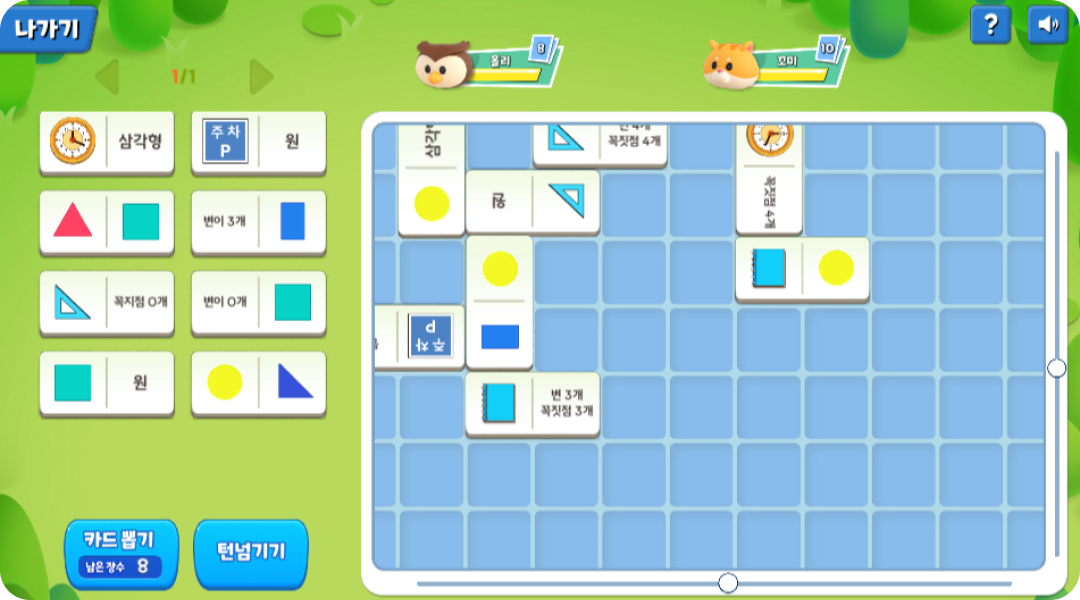 나가기
1/1
올리
8
꼬미
10
?
삼각형
주차
P
원
변이 3개
꼭지점 0개
변이 0개
원
꼭짓점 4개
원
꼭짓점 4개
주차
P
변 3개
꼭짓점 3개
카드 뽑기
남은 장수 8
턴넘기기